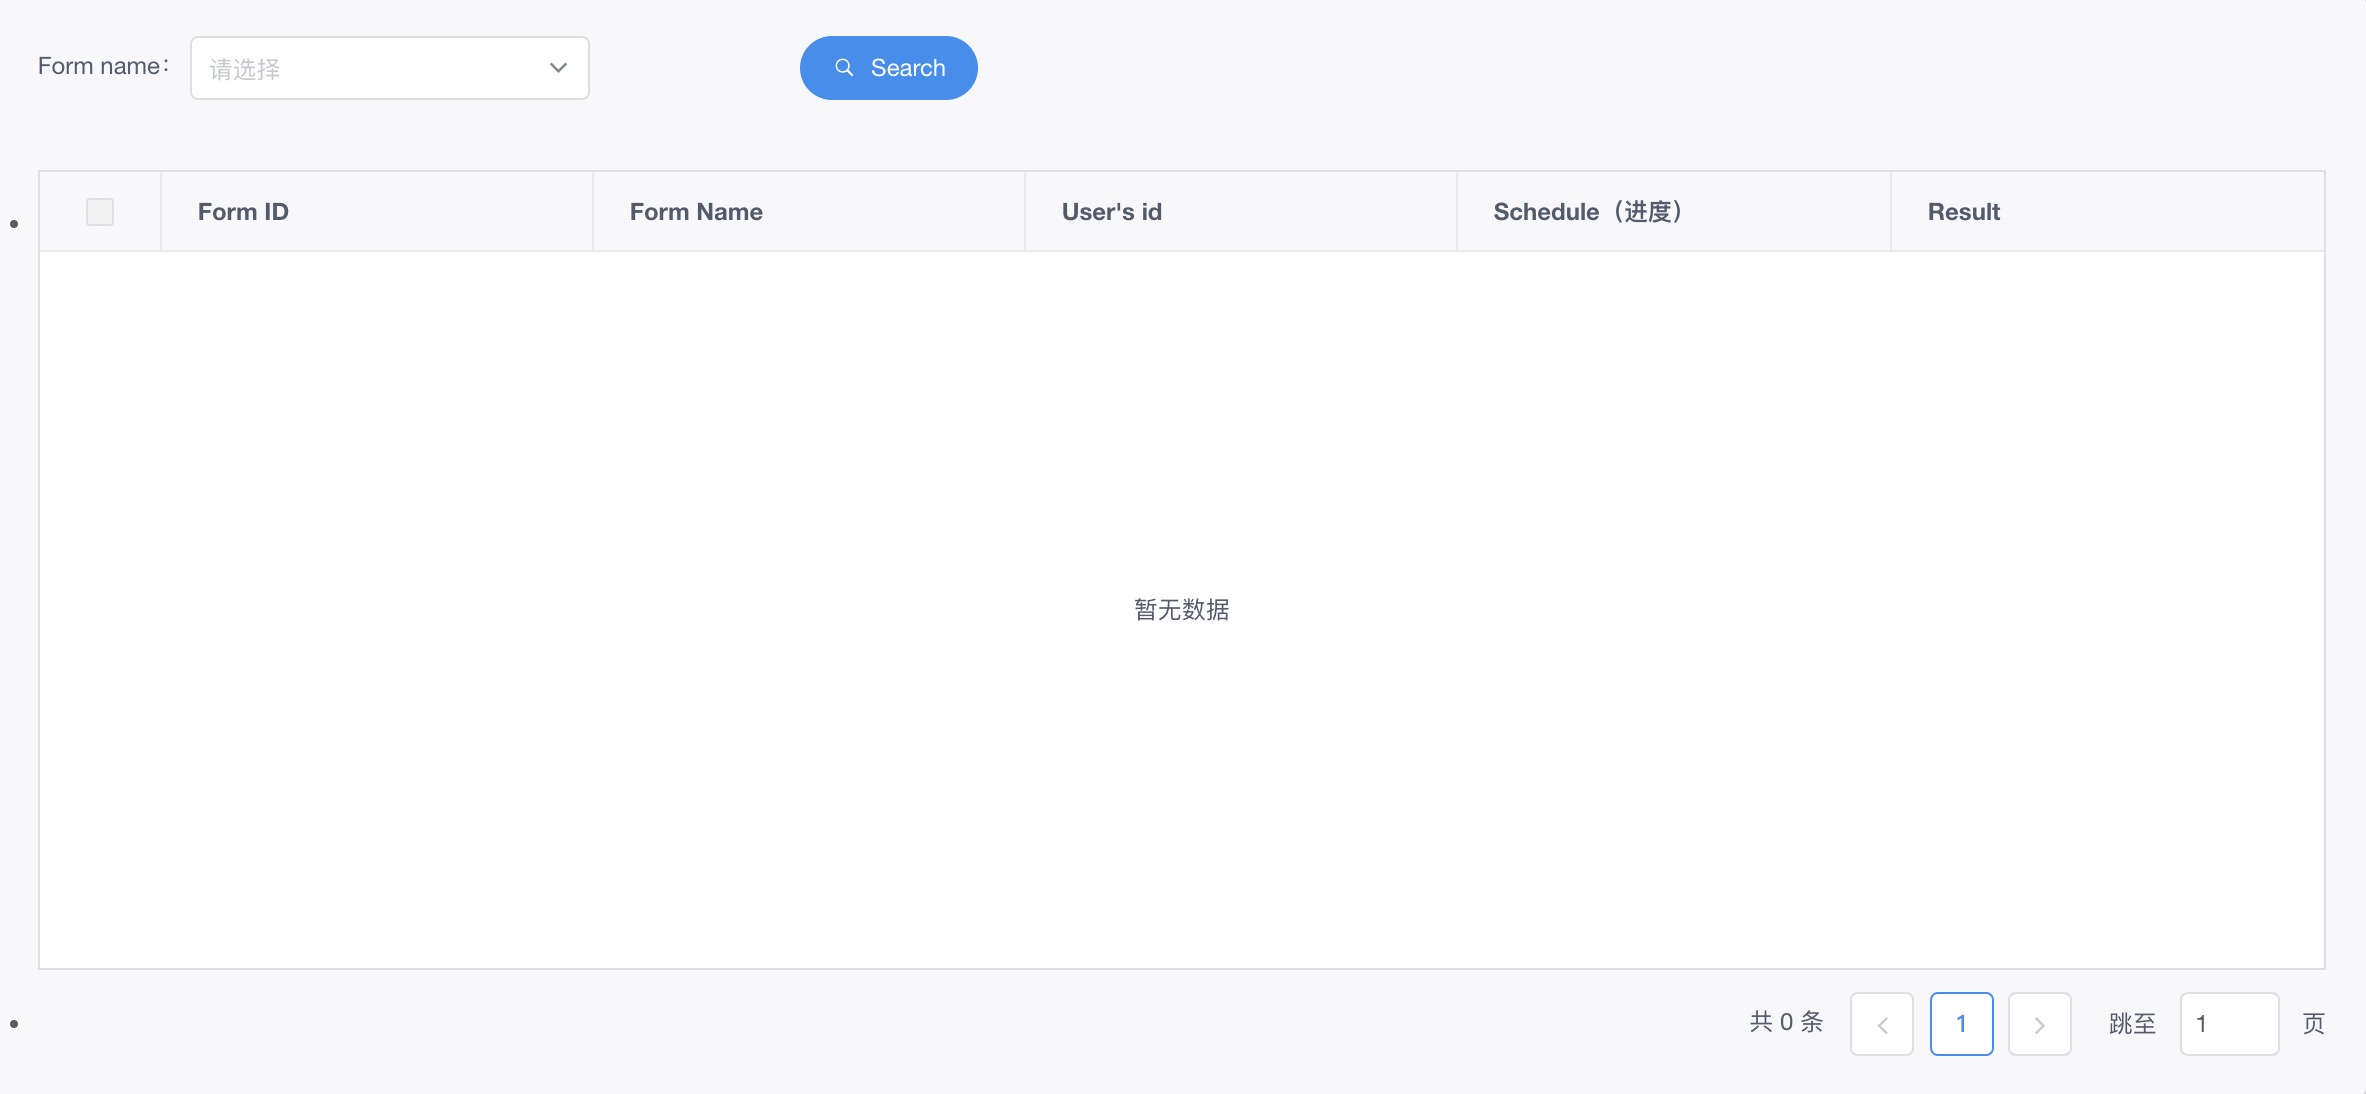 Form name：
请选择
Search
Form ID
Form Name
User's id
Schedule（进度）
Result
暂无数据
共 0 条
1
跳至
1
页